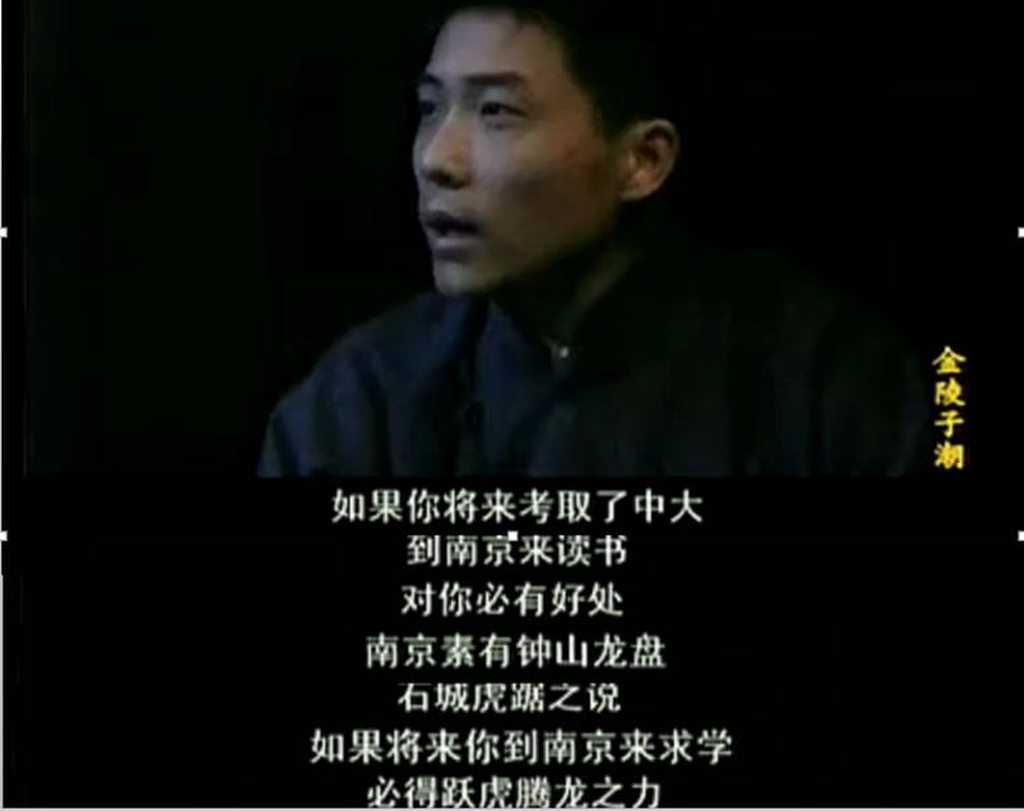 金陵子潮
如果你将来考取了中大
到南京来读书
对你必有好处
南京素有钟山龙盘
石城虎踞之说
如果将来你到南京来求学
必得跃虎腾龙之力